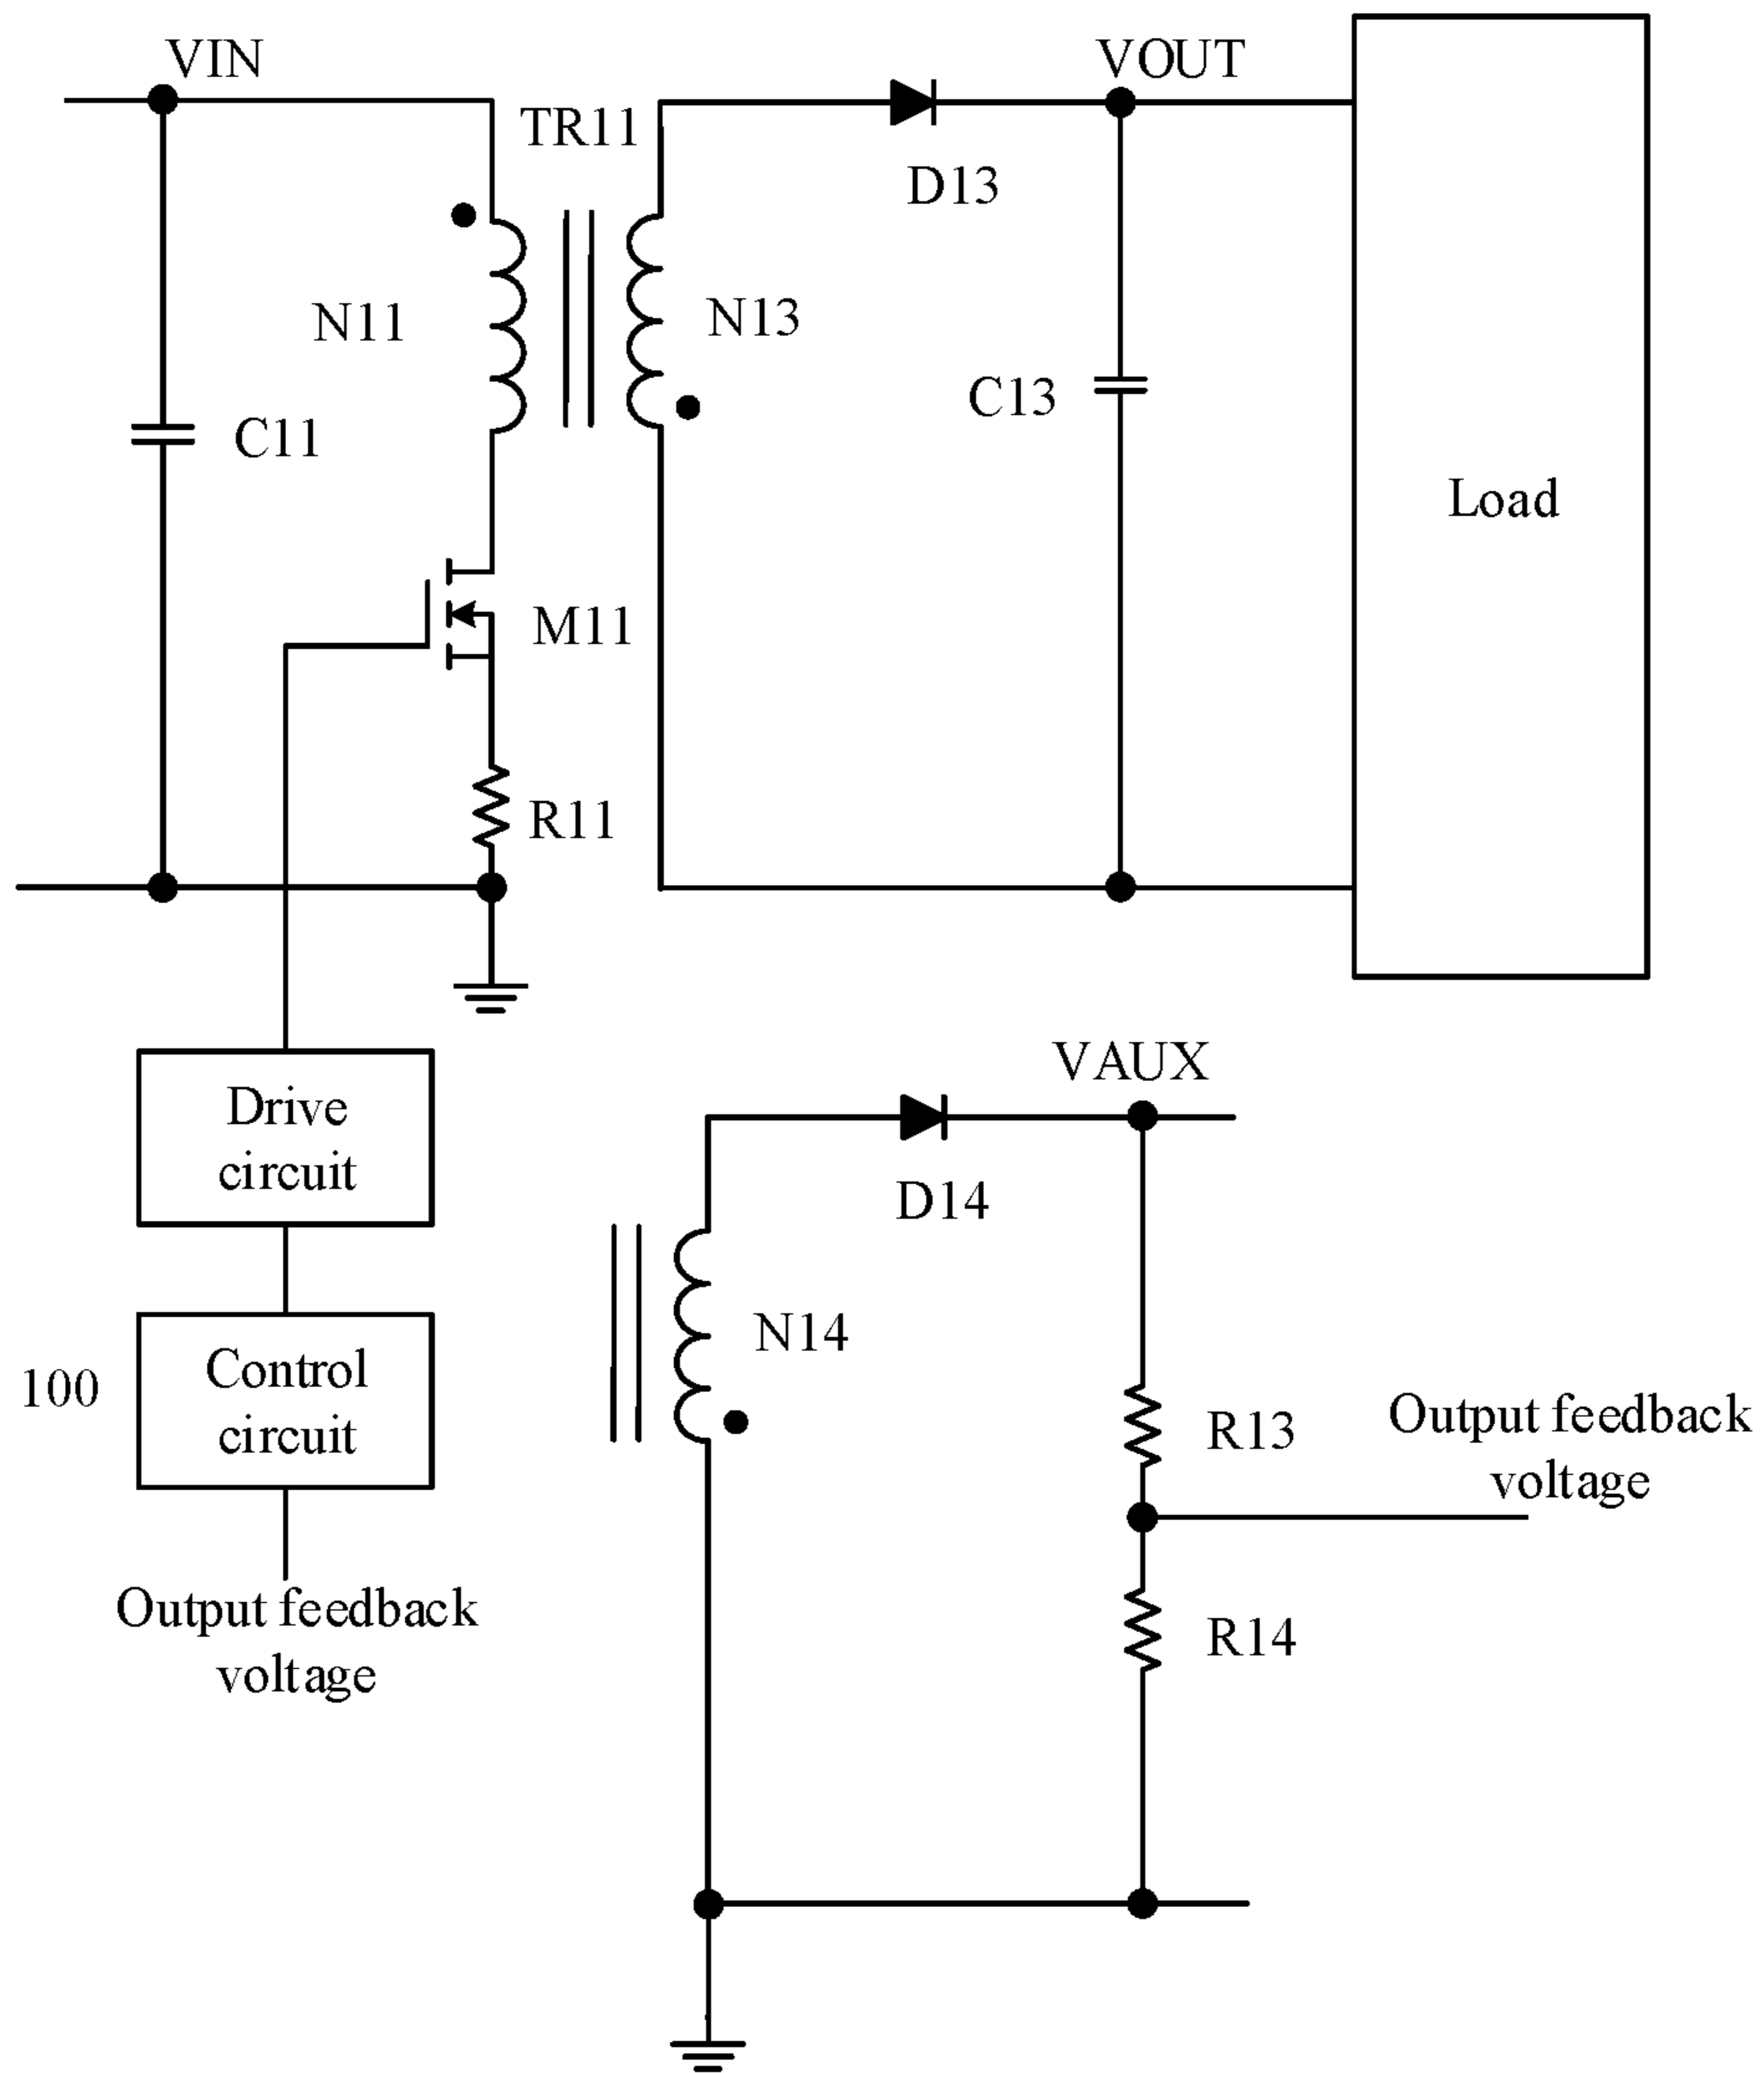 VIN
VOUT
TR11
D13
N11
N13
C13
C11
Load
M11
R11
VAUX
Drive
circuit
D14
N14
100
Control
circuit
R13
Output feedback
voltage
Output feedback
voltage
R14